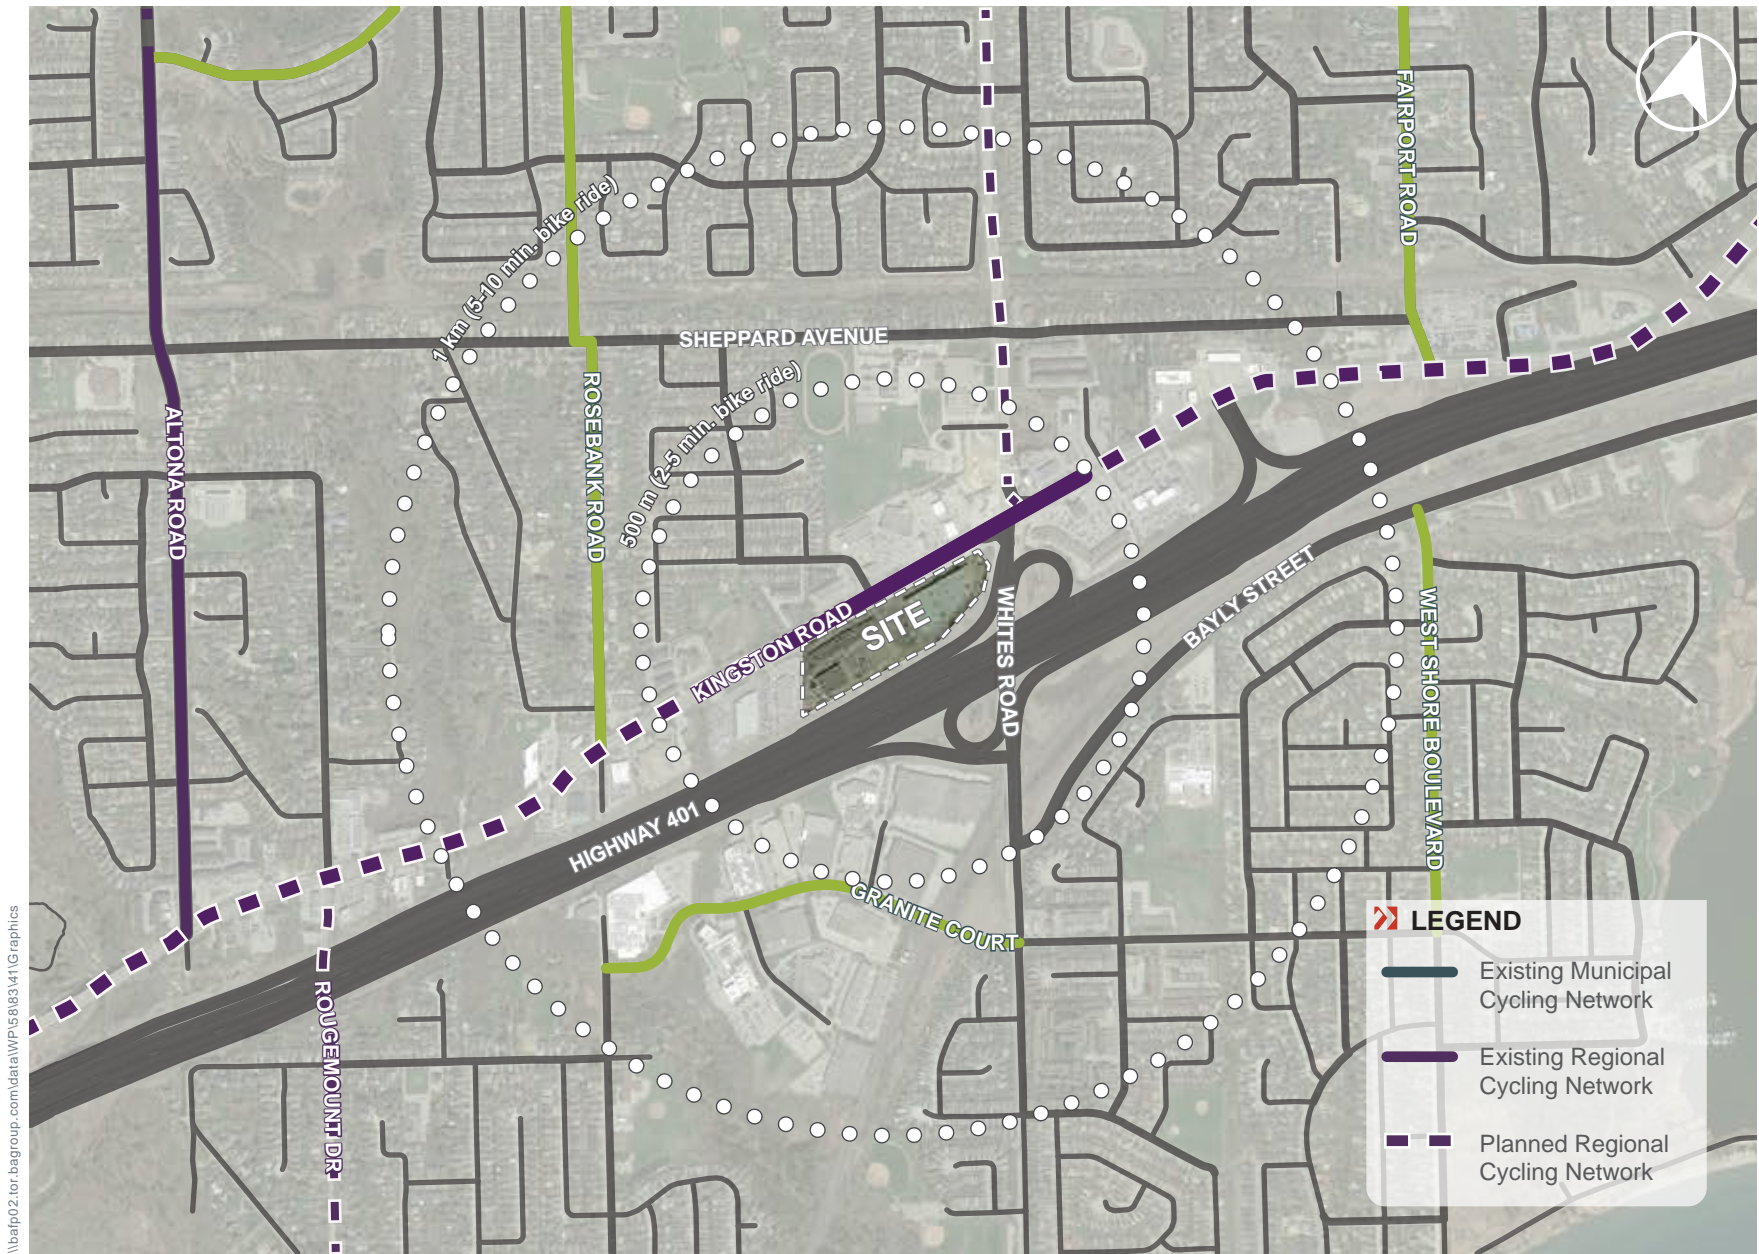 FAIRPORT ROAD
1 km (5-10 min. bike ride)
SHEPPARD AVENUE
500 m (2-5 min. bike ride)
ALTONA ROAD
ROSEBANK ROAD
KINGSTON ROAD
SITE
WHITES ROAD
BAYLY STREET
WEST SHORE BOULEVARD
HIGHWAY 401
GRANITE COURT
ROUGEMOUNT DR
LEGEND
Existing Municipal
Cycling Network
Existing Regional
Cycling Network
Planned Regional
Cycling Network
\\bafp02.tor.bagroup.com\data\WP\58\83\41\Graphics